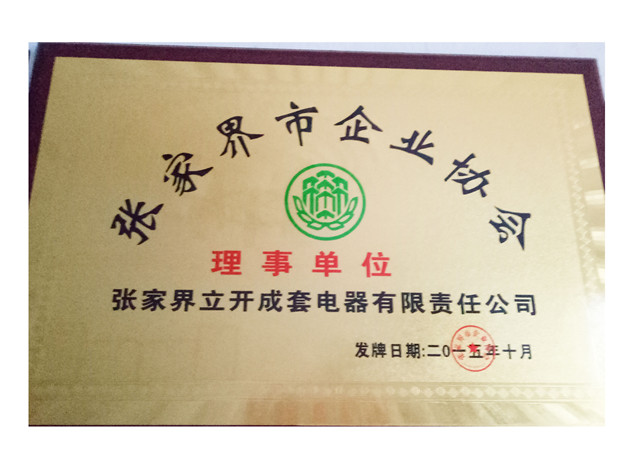 张家界市企业协会
理事单位
张家界立开成套电器有限责任公司
发牌日期:二0一五年十月